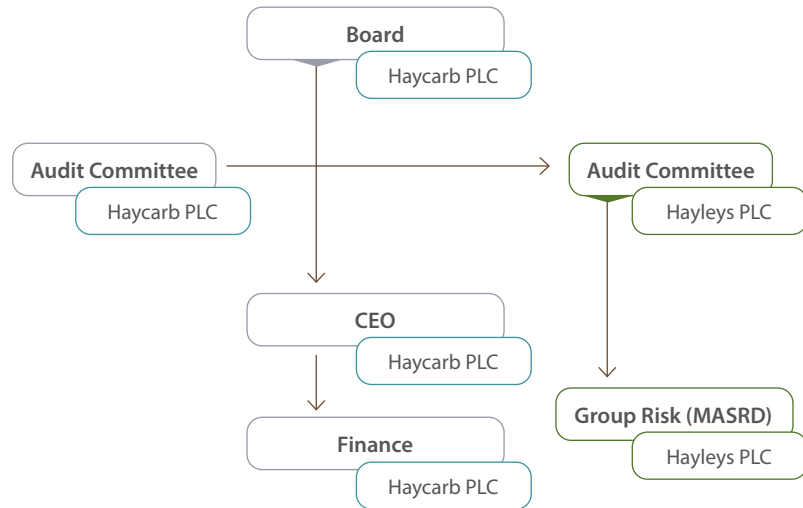 Board
Haycarb PLC
Audit Committee
Haycarb PLC
Audit Committee
Hayleys PLC
CEO
Haycarb PLC
Group Risk (MASRD)
Hayleys PLC
Finance
Haycarb PLC